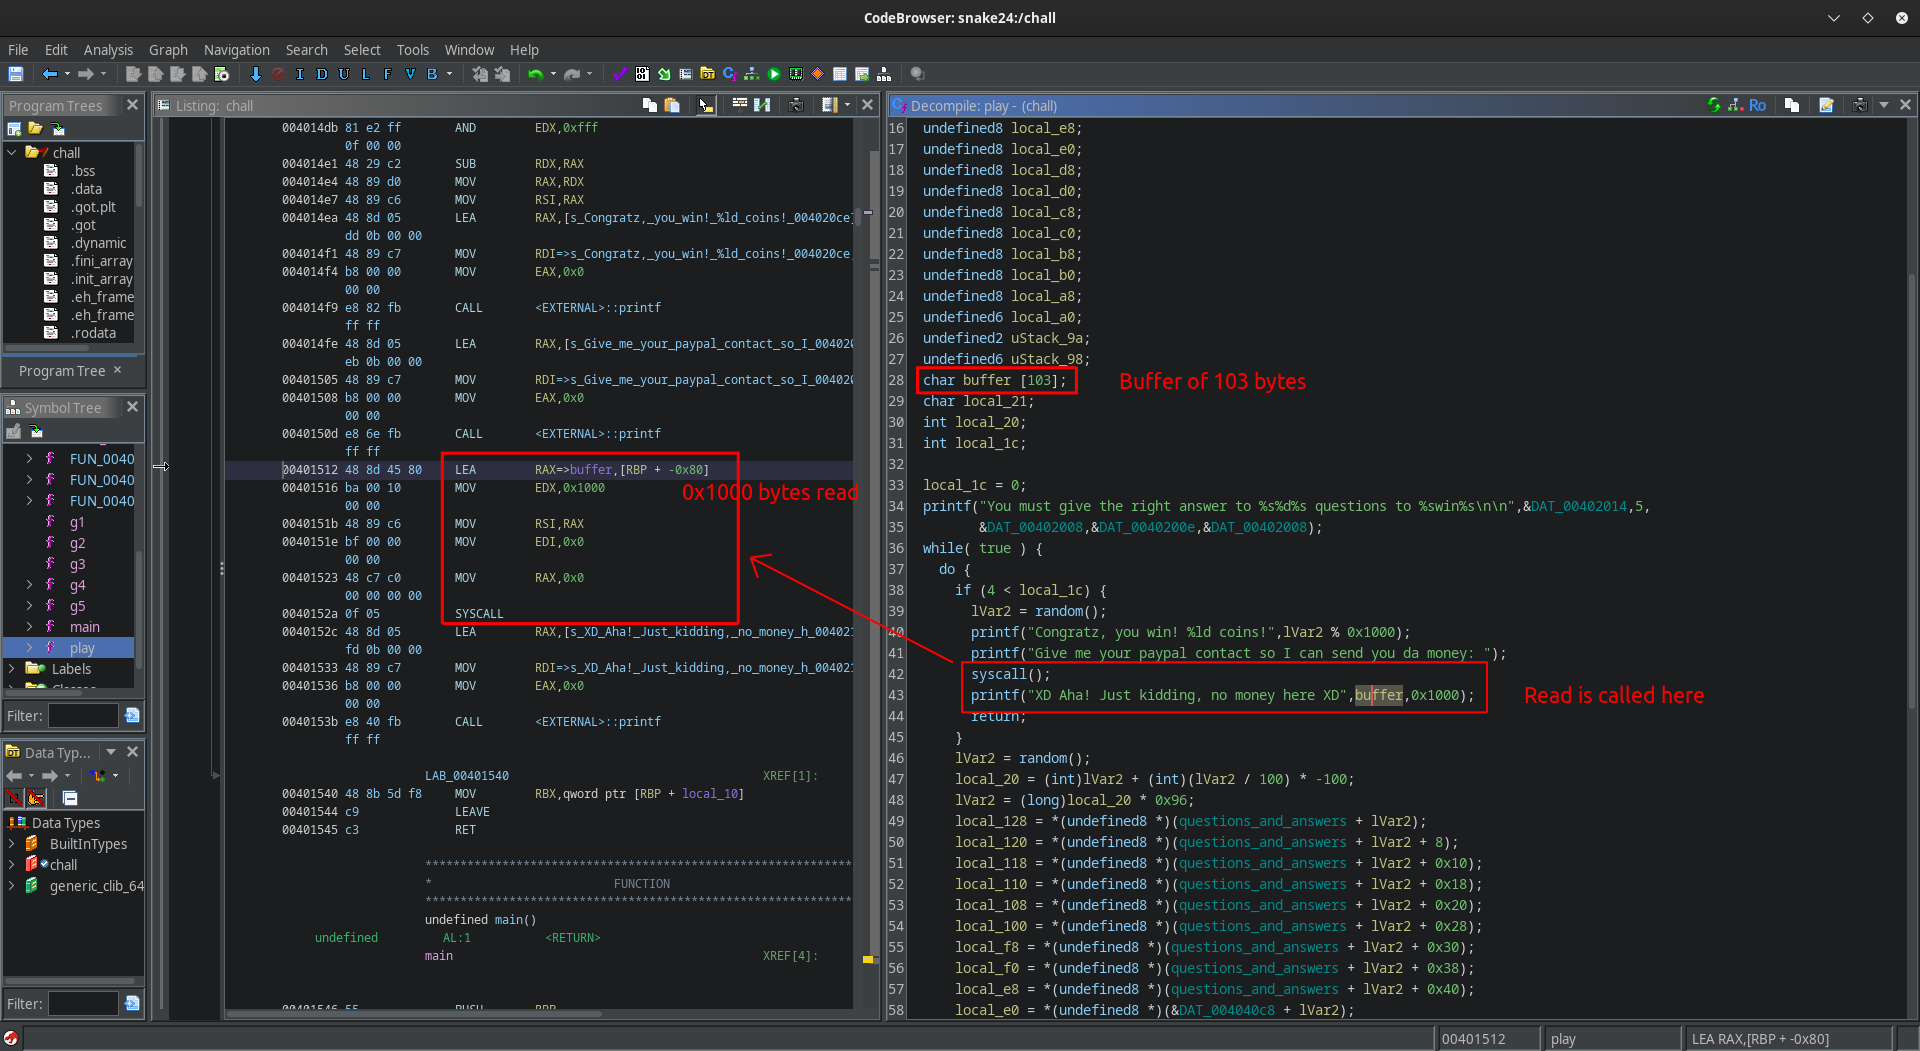 CodeBrowser: snake24:/chall
File Edit Analysis Graph Navigation Search Select Tools Window Help
I D U L F V B
Program Trees
chall
.bss
.data
.got.plt
.got
.dynamic
.fini_array
.init_array
.eh_frame
.eh_frame
.rodata
Program Tree
Symbol Tree
FUN_0040
FUN_0040
FUN_0040
g1
g2
g3
g4
g5
main
play
Labels
Filter:
Data Typ...
Data Types
BuiltInTypes
chall
generic_clib_64
Filter:
Listing: chall
004014db 81 e2 ff AND EDX,0xfff
0f 00 00
004014e1 48 29 c2 SUB RDX,RAX
004014e4 48 89 d0 MOV RAX,RDX
004014e7 48 89 c6 MOV RSI,RAX
004014ea 48 8d 05 LEA RAX,[s_Congratz,_you_win!_%ld_coins!_004020ce]
dd 0b 00 00
004014f1 48 89 c7 MOV RDI=>s_Congratz,_you_win!_%ld_coins!_004020ce,
004014f4 b8 00 00 MOV EAX,0x0
00 00
004014f9 e8 82 fb CALL <EXTERNAL>::printf
ff ff
004014fe 48 8d 05 LEA RAX,[s_Give_me_your_paypal_contact_so_I_00402
eb 0b 00 00
00401505 48 89 c7 MOV RDI=>s_Give_me_your_paypal_contact_so_I_00402
00401508 b8 00 00 MOV EAX,0x0
00 00
0040150d e8 6e fb CALL <EXTERNAL>::printf
ff ff
00401512 48 8d 45 80 LEA RAX=>buffer,[RBP + -0x80]
00401516 ba 00 10 MOV EDX,0x1000
00 00
0x1000 bytes read
0040151b 48 89 c6 MOV RSI,RAX
0040151e bf 00 00 MOV EDI,0x0
00 00
00401523 48 c7 c0 MOV RAX,0x0
00 00 00 00
0040152a 0f 05 SYSCALL
0040152c 48 8d 05 LEA RAX,[s_XD_Aha!_Just_kidding,_no_money_h_00402
fd 0b 00 00
00401533 48 89 c7 MOV RDI=>s_XD_Aha!_Just_kidding,_no_money_h_00402
00401536 b8 00 00 MOV EAX,0x0
00 00
0040153b e8 40 fb CALL <EXTERNAL>::printf
ff ff
LAB_00401540 XREF[1]:
00401540 48 8b 5d f8 MOV RBX,qword ptr [RBP + local_10]
00401544 c9 LEAVE
00401545 c3 RET
****************************************************
* FUNCTION
****************************************************
undefined main()
undefined AL:1 <RETURN>
main XREF[4]:
00401546 55 PUSH RBP
Decompile: play - (chall)
Ro
16 undefined8 local_e8;
17 undefined8 local_e0;
18 undefined8 local_d8;
19 undefined8 local_d0;
20 undefined8 local_c8;
21 undefined8 local_c0;
22 undefined8 local_b8;
23 undefined8 local_b0;
24 undefined8 local_a8;
25 undefined6 local_a0;
26 undefined2 uStack_9a;
27 undefined6 uStack_98;
28 char buffer [103];
Buffer of 103 bytes
29 char local_21;
30 int local_20;
31 int local_1c;
32
33 local_1c = 0;
34 printf("You must give the right answer to %s%d%s questions to %swin%s\n\n",&DAT_00402014,5,
35 &DAT_00402008,&DAT_0040200e,&DAT_00402008);
36 while( true ) {
37 do {
38 if (4 < local_1c) {
39 lVar2 = random();
40 printf("Congratz, you win! %ld coins!",lVar2 % 0x1000);
41 printf("Give me your paypal contact so I can send you da money: ");
42 syscall();
43 printf("XD Aha! Just kidding, no money here XD",buffer,0x1000);
Read is called here
44 return;
45 }
46 lVar2 = random();
47 local_20 = (int)lVar2 + (int)(lVar2 / 100) * -100;
48 lVar2 = (long)local_20 * 0x96;
49 local_128 = *(undefined8 *)(questions_and_answers + lVar2);
50 local_120 = *(undefined8 *)(questions_and_answers + lVar2 + 8);
51 local_118 = *(undefined8 *)(questions_and_answers + lVar2 + 0x10);
52 local_110 = *(undefined8 *)(questions_and_answers + lVar2 + 0x18);
53 local_108 = *(undefined8 *)(questions_and_answers + lVar2 + 0x20);
54 local_100 = *(undefined8 *)(questions_and_answers + lVar2 + 0x28);
55 local_f8 = *(undefined8 *)(questions_and_answers + lVar2 + 0x30);
56 local_f0 = *(undefined8 *)(questions_and_answers + lVar2 + 0x38);
57 local_e8 = *(undefined8 *)(questions_and_answers + lVar2 + 0x40);
58 local_e0 = *(undefined8 *)(&DAT_004040c8 + lVar2);
00401512 play LEA RAX,[RBP + -0x80]